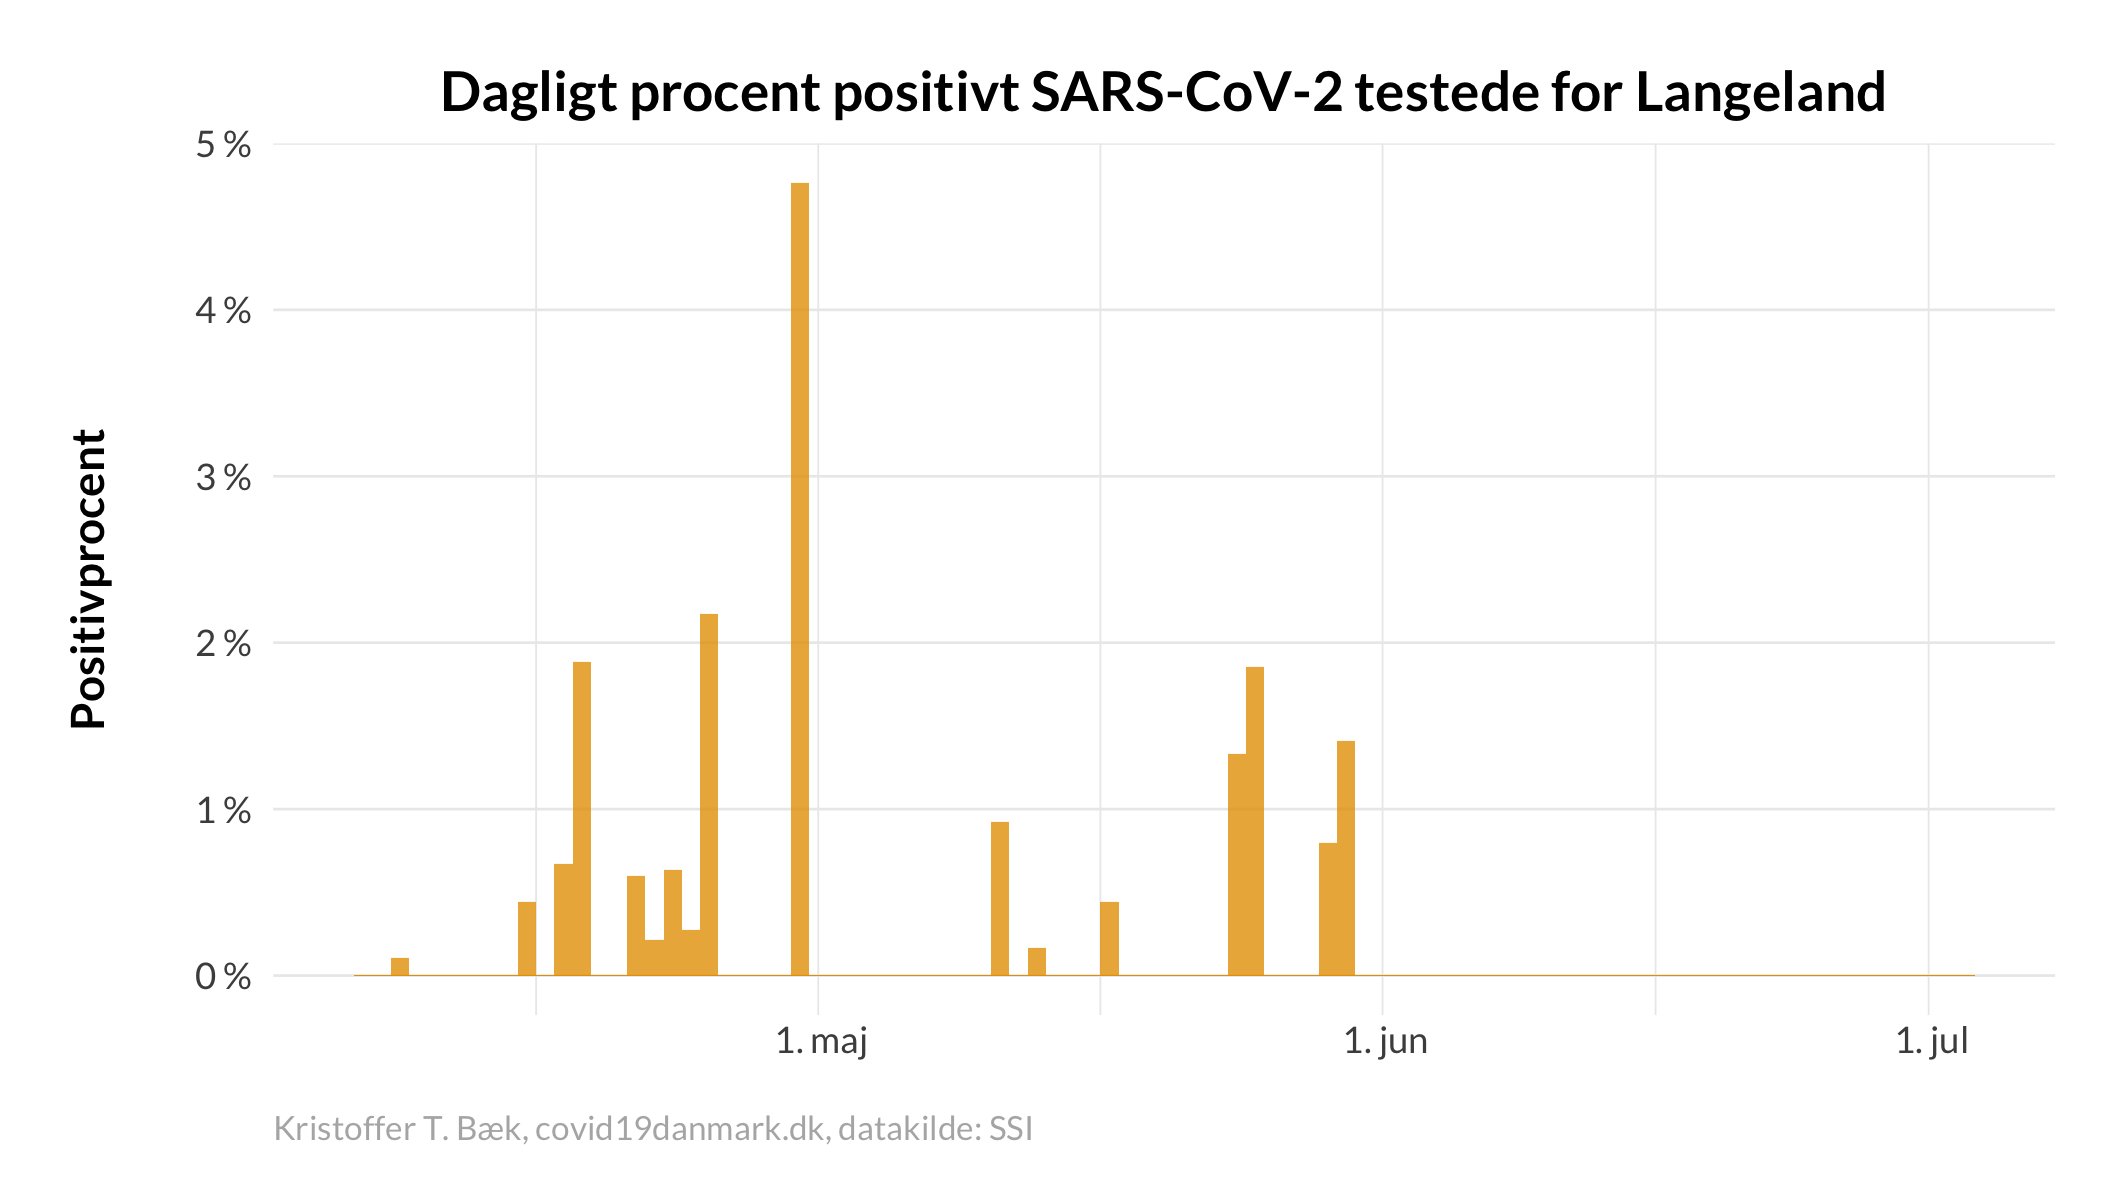 Dagligt procent positivt SARS-CoV-2 testede for Langeland
5 %
4 %
3 %
2 %
1 %
0 %
Positivprocent
1. maj
1. jun
1. jul
Kristoffer T. Bæk, covid19danmark.dk, datakilde: SSI